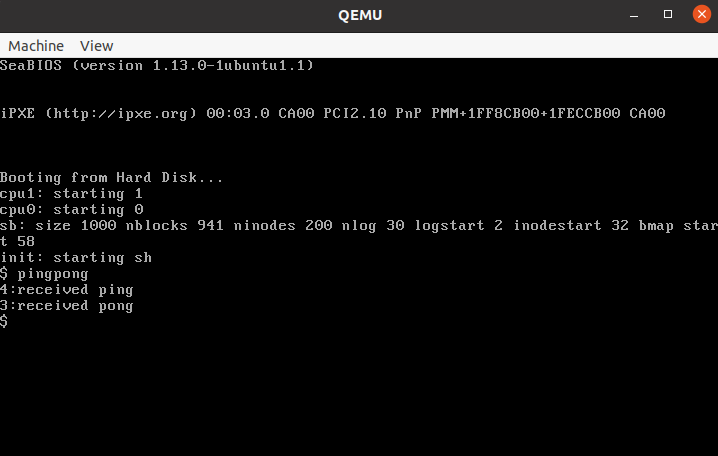 QEMU
Machine View
SeaBIOS (version 1.13.0-1ubuntu1.1)
iPXE (http://ipxe.org) 00:03.0 CA00 PCI2.10 PnP PMM+1FF8CB00+1FECCB00 CA00
Booting from Hard Disk...
cpu1: starting 1
cpu0: starting 0
sb: size 1000 nblocks 941 ninodes 200 nlog 30 logstart 2 inodestart 32 bmap star
t 58
init: starting sh
$ pingpong
4:received ping
3:received pong
$